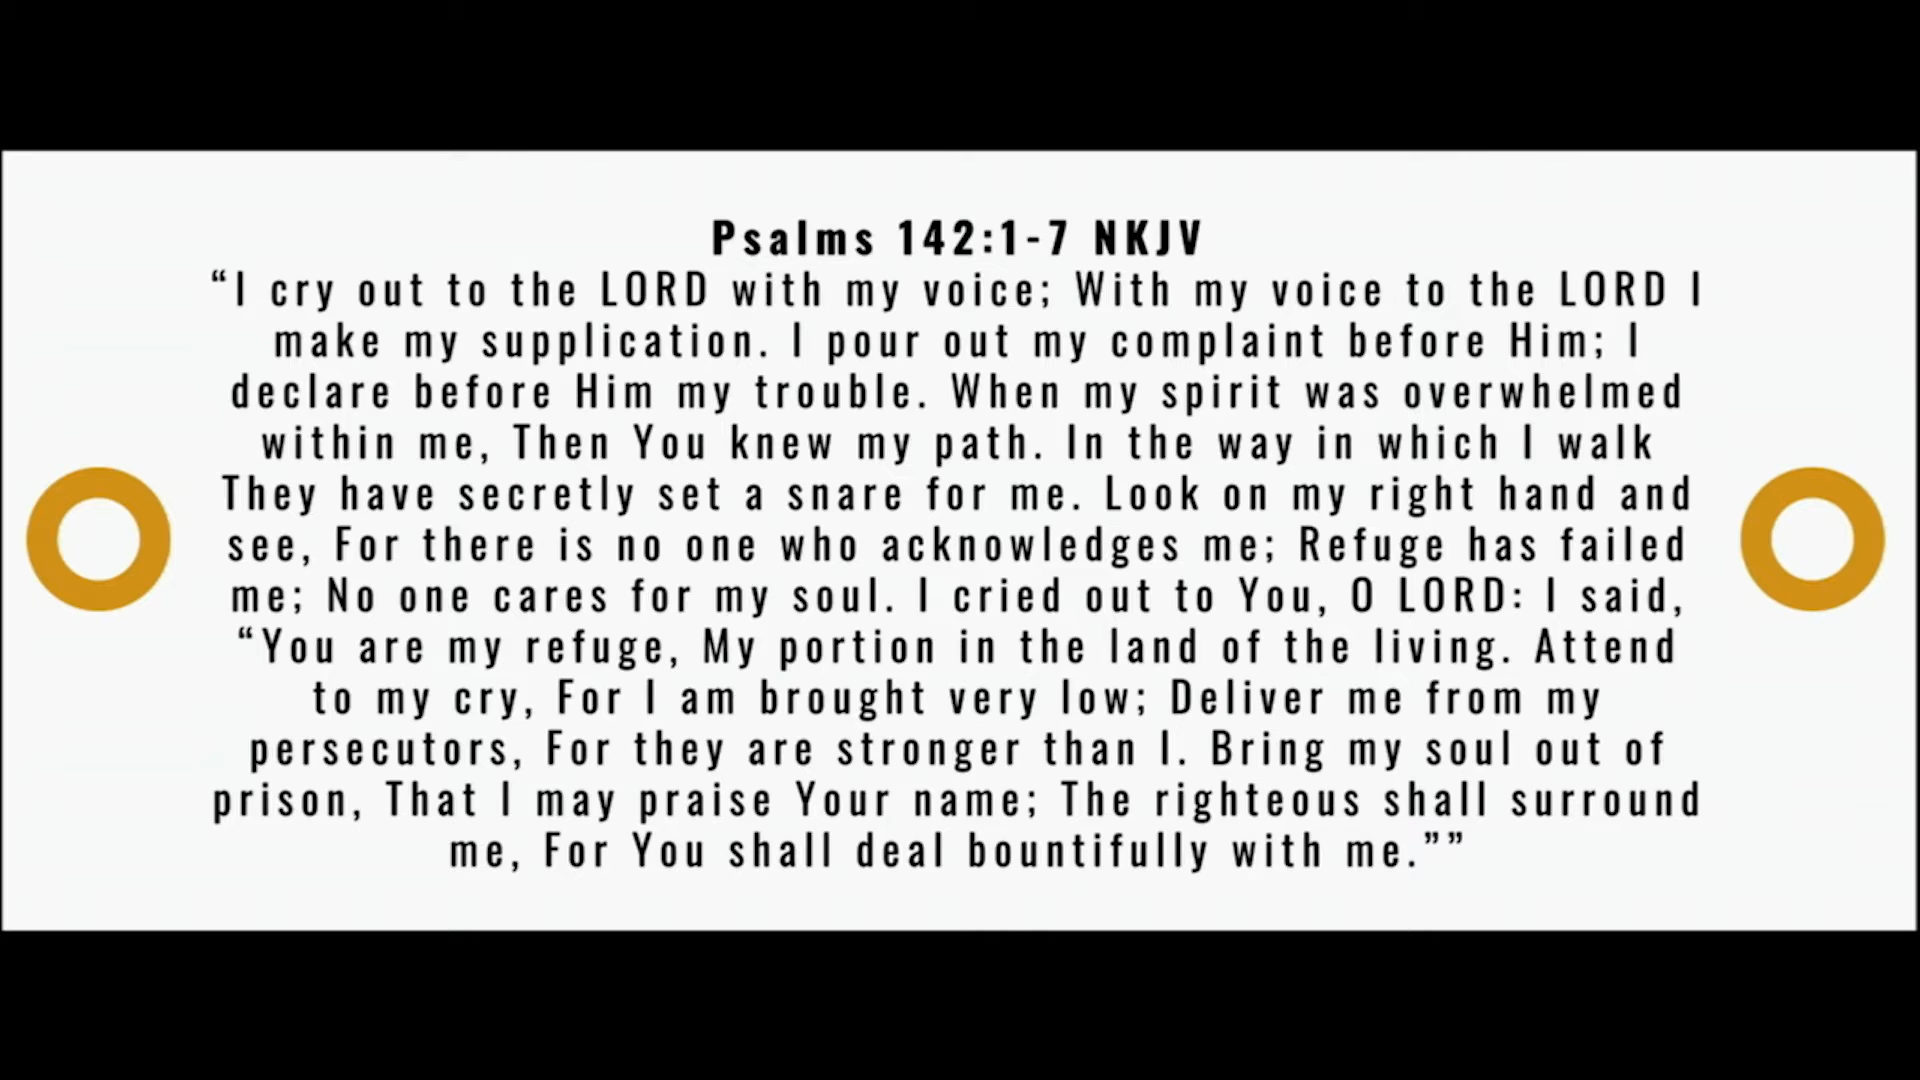 Psalms 142:1-7 NKJV
“I cry out to the LORD with my voice; With my voice to the LORD I
make my supplication. I pour out my complaint before Him; I
declare before Him my trouble. When my spirit was overwhelmed
within me, Then You knew my path. In the way in which I walk
They have secretly set a snare for me. Look on my right hand and
see, For there is no one who acknowledges me; Refuge has failed
me; No one cares for my soul. I cried out to You, O LORD: I said,
“You are my refuge, My portion in the land of the living. Attend
to my cry, For I am brought very low; Deliver me from my
persecutors, For they are stronger than I. Bring my soul out of
prison, That I may praise Your name; The righteous shall surround
me, For You shall deal bountifully with me.””